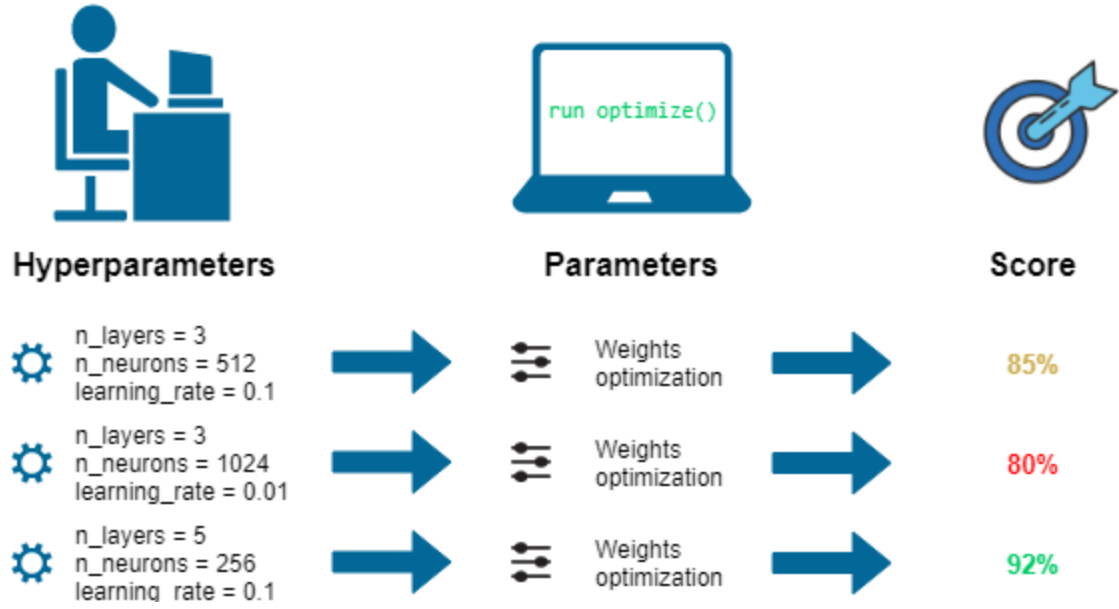 run optimize()
Hyperparameters
Parameters
Score
n_layers = 3
n_neurons = 512
learning_rate = 0.1
Weights
optimization
85%
n_layers = 3
n_neurons = 1024
learning_rate = 0.01
Weights
optimization
80%
n_layers = 5
n_neurons = 256
learning_rate = 0.1
Weights
optimization
92%